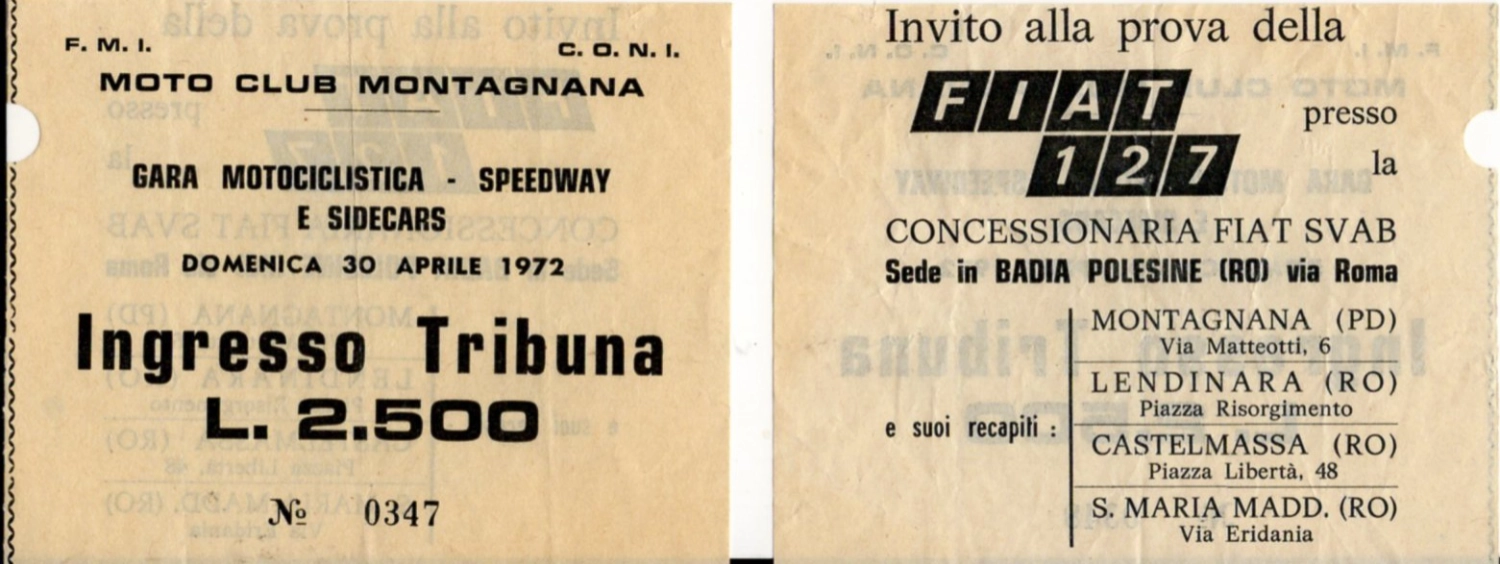 F. M. I. C. O. N. I.
MOTO CLUB MONTAGNANA
GARA MOTOCICLISTICA - SPEEDWAY
E SIDECARS
DOMENICA 30 APRILE 1972
Ingresso Tribuna
L. 2.500
№ 0347
Invito alla prova della
FIAT presso
127 la
CONCESSIONARIA FIAT SVAB
Sede in BADIA POLESINE (RO) via Roma
MONTAGNANA (PD)
Via Matteotti, 6
LENDINARA (RO)
Piazza Risorgimento
e suoi recapiti :
CASTELMASSA (RO)
Piazza Libertà, 48
S. MARIA MADD. (RO)
Via Eridania